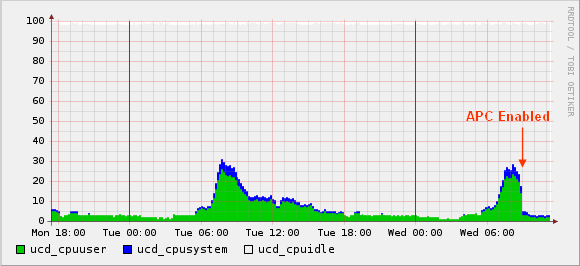 RRDTOOL / TOBI OETIKER
100
90
80
70
60
50
40
30
20
10
0
APC Enabled
Mon 18:00 Tue 00:00 Tue 06:00 Tue 12:00 Tue 18:00 Wed 00:00 Wed 06:00
ucd_cpuuser ucd_cpusystem ucd_cpuidle